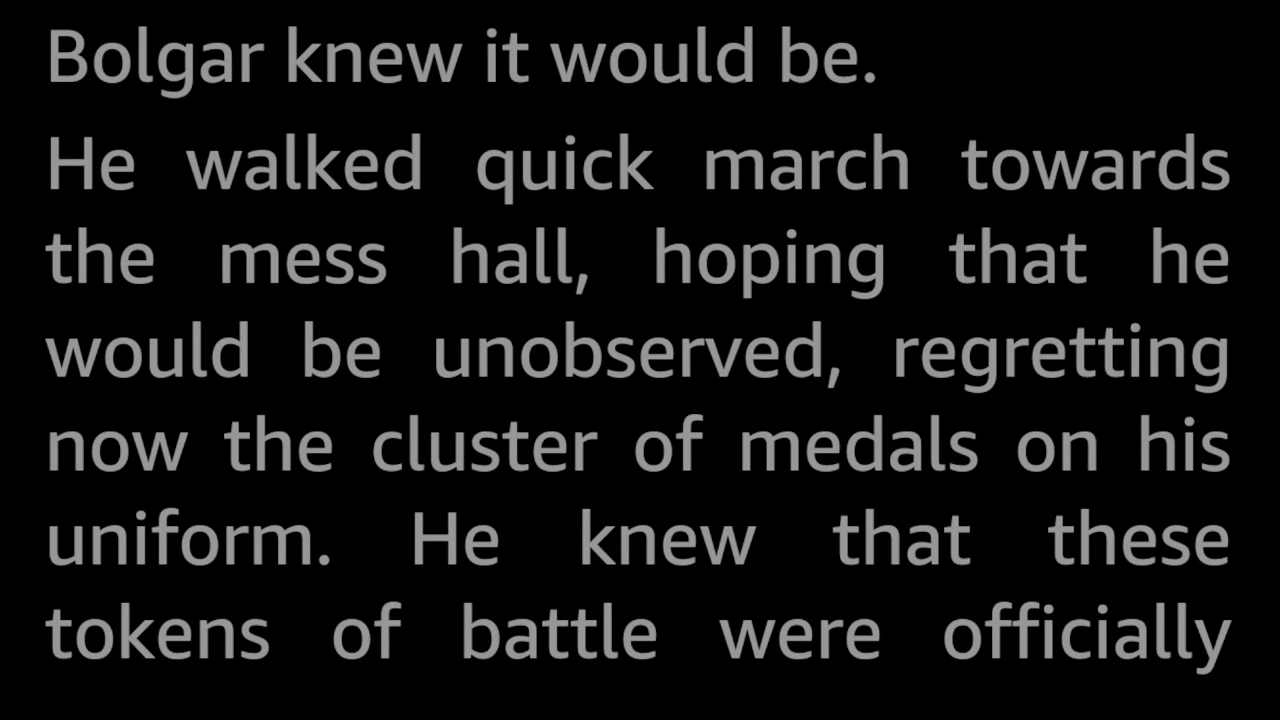 Bolgar knew it would be.
He walked quick march towards
the mess hall, hoping that he
would be unobserved, regretting
now the cluster of medals on his
uniform. He knew that these
tokens of battle were officially